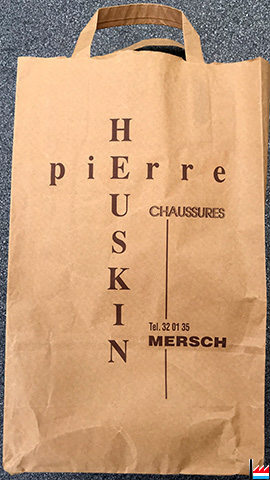 HEUSKIN
piErre
CHAUSSURES
Tel. 32 01 35
MERSCH